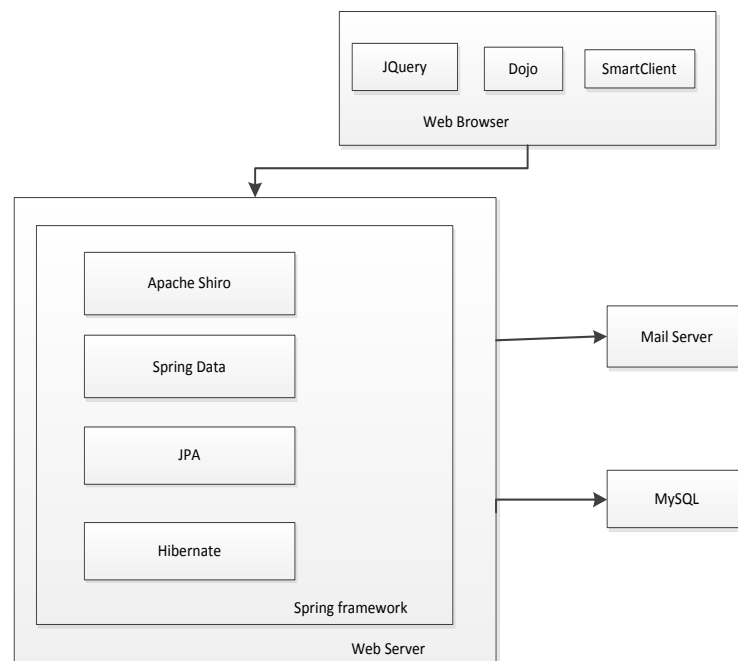 JQuery
Dojo
SmartClient
Web Browser
Apache Shiro
Spring Data
JPA
Hibernate
Spring framework
Web Server
Mail Server
MySQL